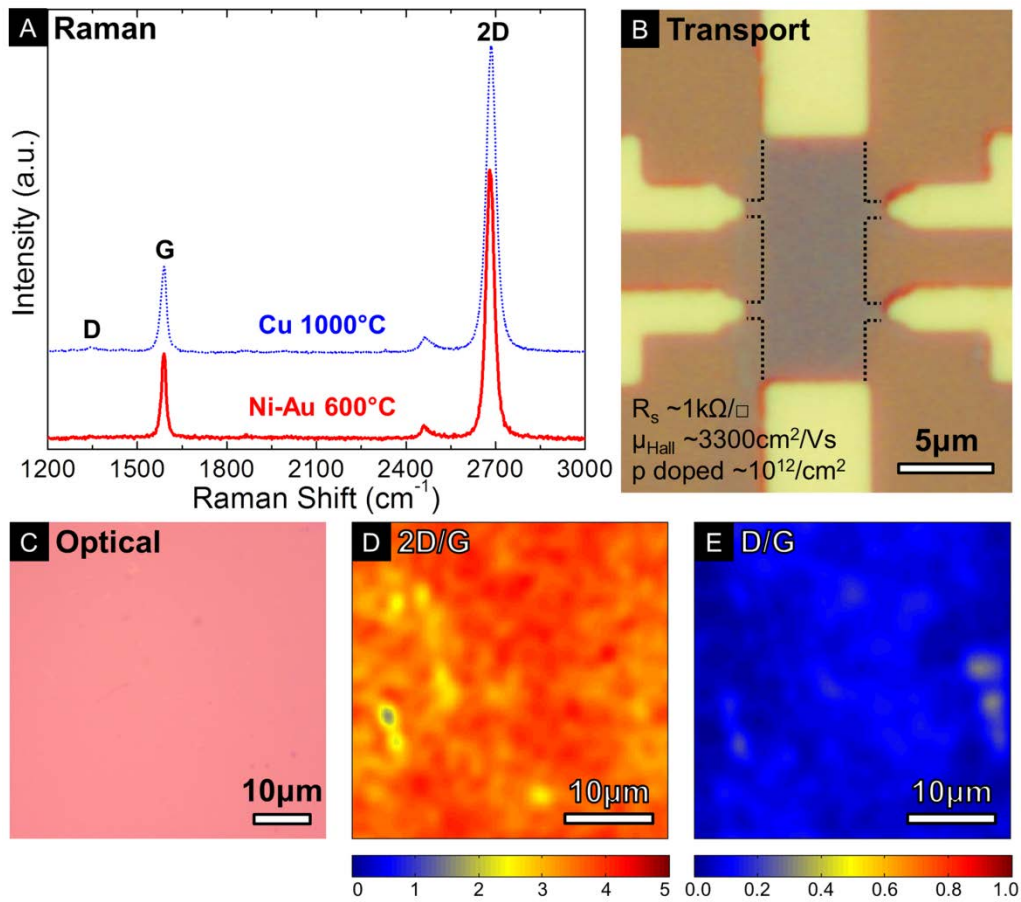 A Raman
2D
G
D
Cu 1000°C
Ni-Au 600°C
Intensity (a.u.)
1200 1500 1800 2100 2400 2700 3000
Raman Shift (cm⁻¹)
B Transport
Rₛ ~1kΩ/□
μHall ~3300cm²/Vs
p doped ~10¹²/cm²
5μm
C Optical
10μm
D 2D/G
10μm
0 1 2 3 4 5
E D/G
10μm
0.0 0.2 0.4 0.6 0.8 1.0